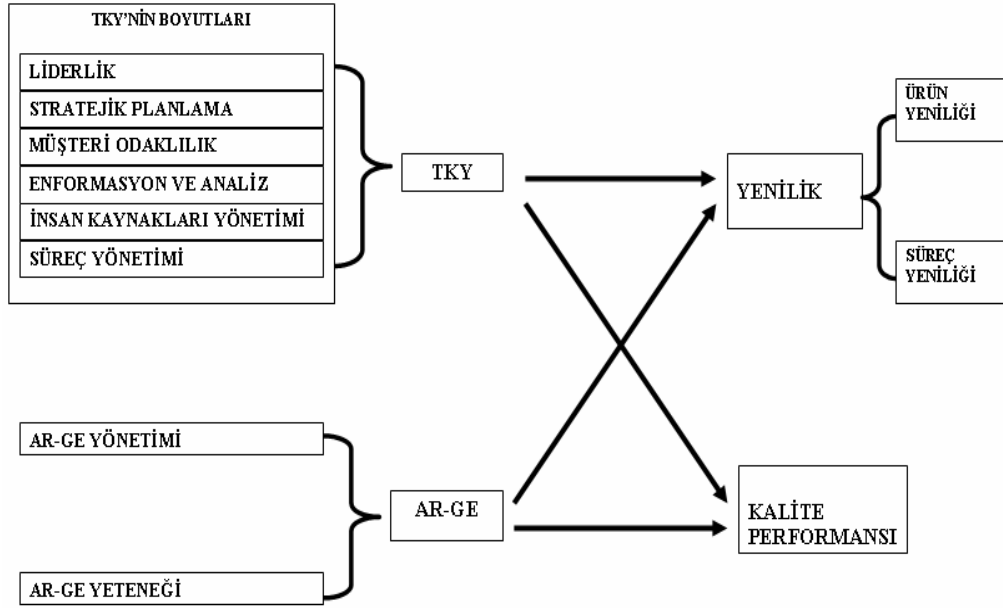 TKY'NİN BOYUTLARI
LİDERLİK
STRATEJİK PLANLAMA
MÜŞTERİ ODAKLILIK
ENFORMASYON VE ANALİZ
İNSAN KAYNAKLARI YÖNETİMİ
SÜREÇ YÖNETİMİ
TKY
YENİLİK
ÜRÜN
YENİLİĞİ
SÜREÇ
YENİLİĞİ
AR-GE YÖNETİMİ
AR-GE
AR-GE YETENEĞİ
KALİTE
PERFORMANSI